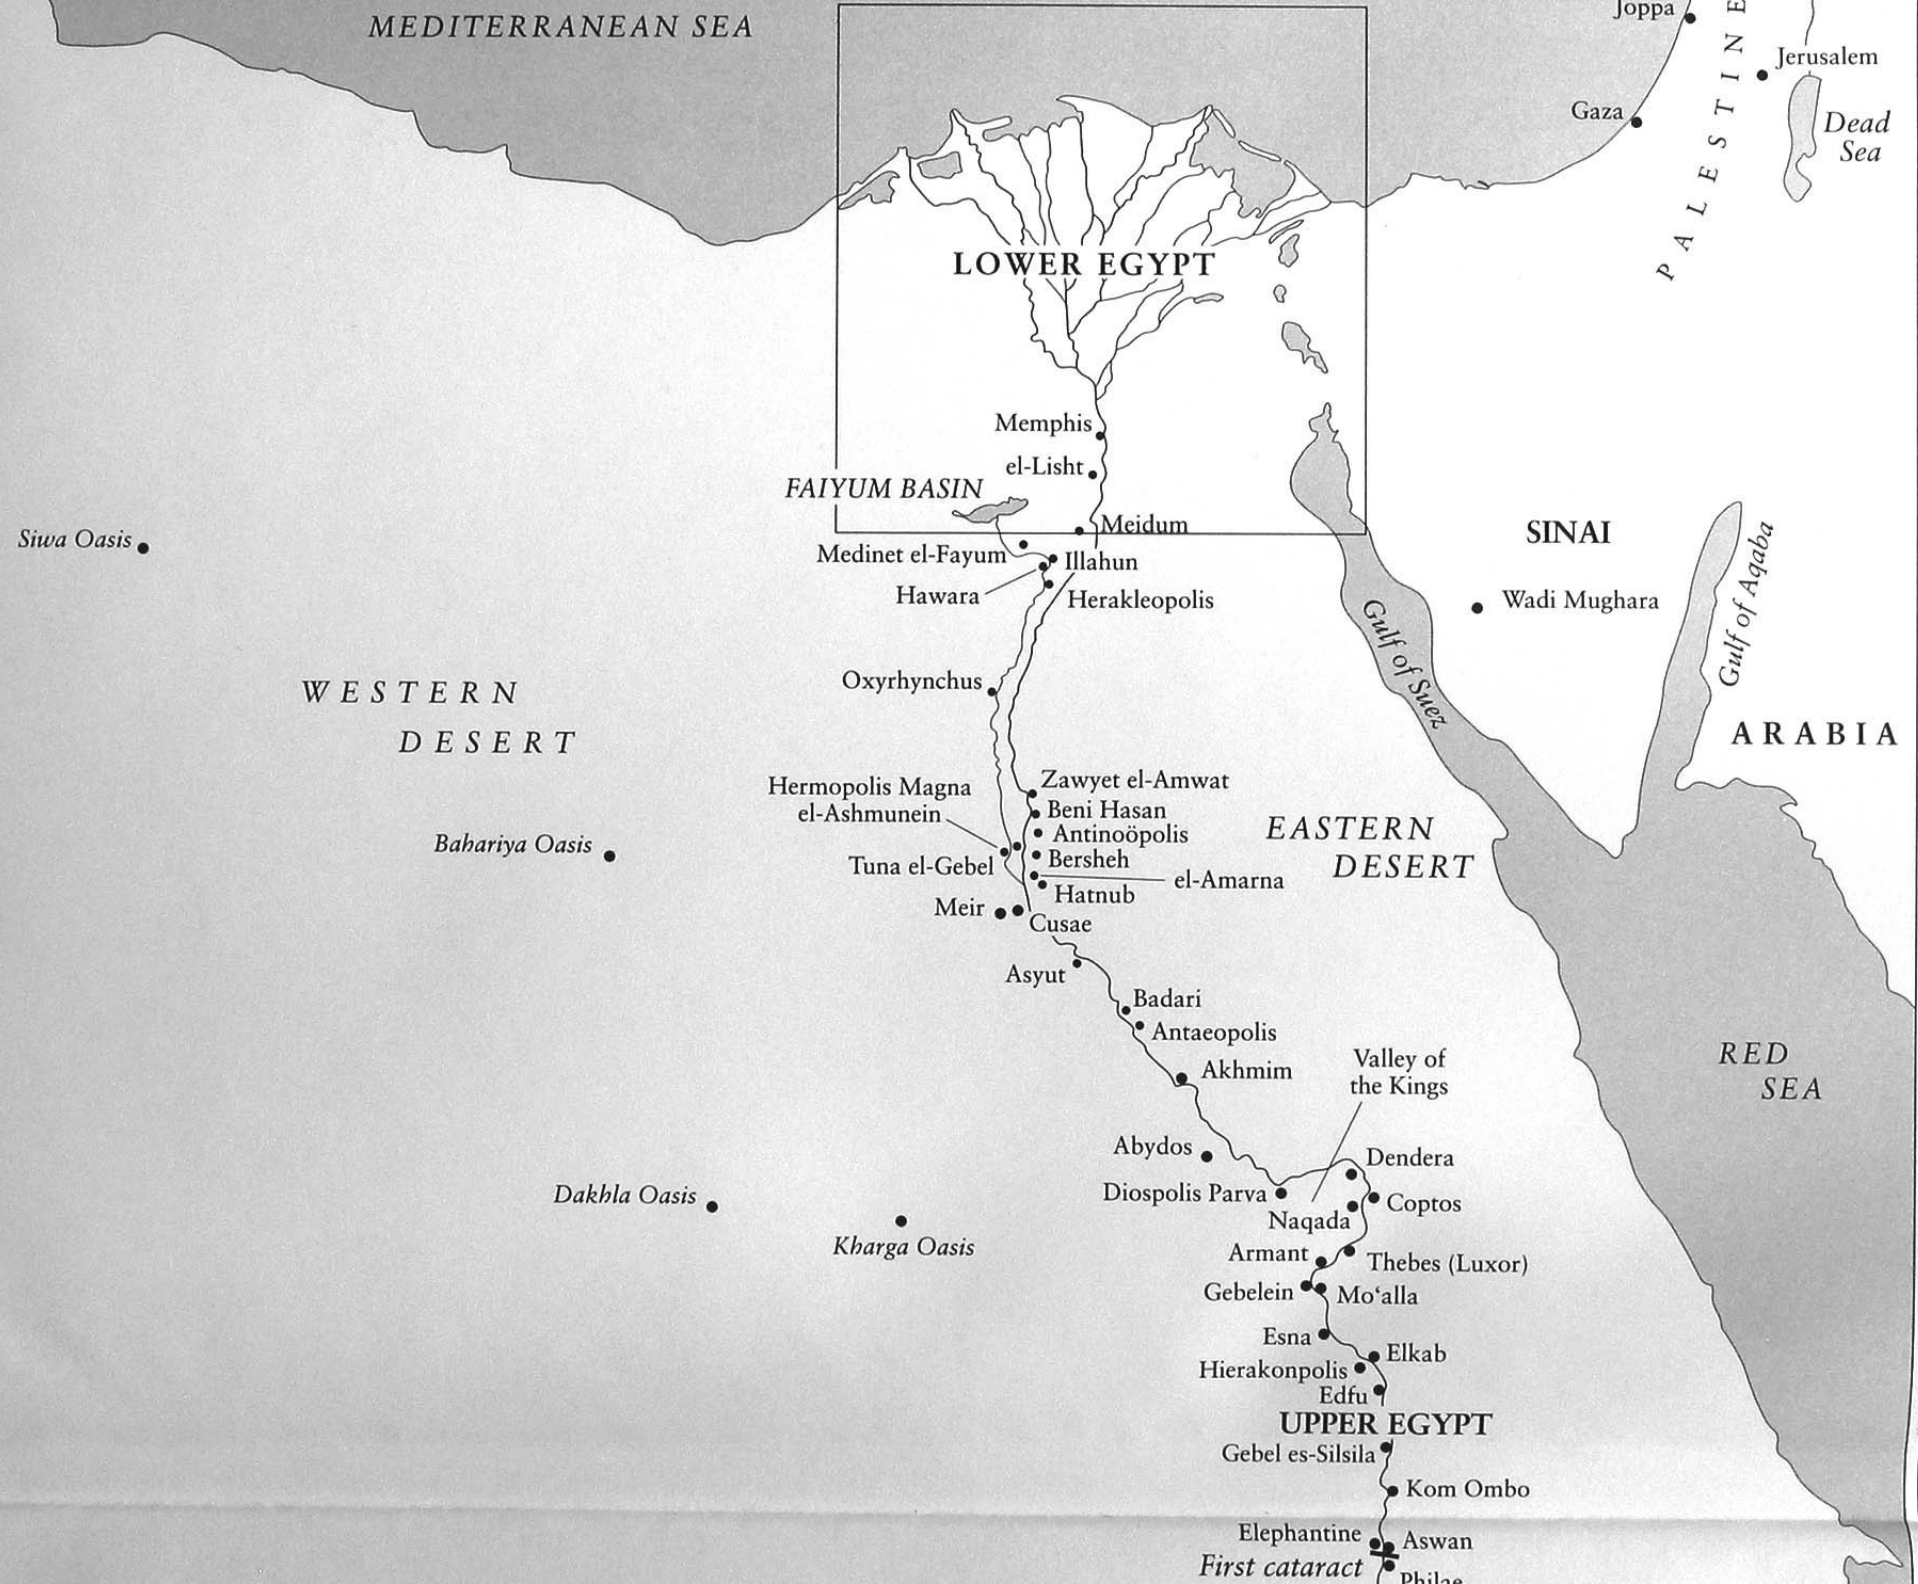 MEDITERRANEAN SEA
Joppa
Jerusalem
Gaza
PALESTINE
Dead
Sea
LOWER EGYPT
Memphis
el-Lisht
FAIYUM BASIN
Meidum
Siwa Oasis
Medinet el-Fayum
Illahun
Hawara
Herakleopolis
SINAI
Wadi Mughara
Gulf of Suez
Gulf of Aqaba
Oxyrhynchus
WESTERN
DESERT
ARABIA
Hermopolis Magna
el-Ashmunein
Zawyet el-Amwat
Beni Hasan
Antinoöpolis
Bahariya Oasis
Tuna el-Gebel
Bersheh
el-Amarna
Hatnub
EASTERN
DESERT
Meir
Cusae
Asyut
Badari
Antaeopolis
Akhmim
Valley of
the Kings
RED
SEA
Abydos
Dendera
Diospolis Parva
Coptos
Naqada
Dakhla Oasis
Kharga Oasis
Armant
Thebes (Luxor)
Gebelein
Mo‘alla
Esna
Elkab
Hierakonpolis
Edfu
UPPER EGYPT
Gebel es-Silsila
Kom Ombo
Elephantine
Aswan
First cataract
Philae